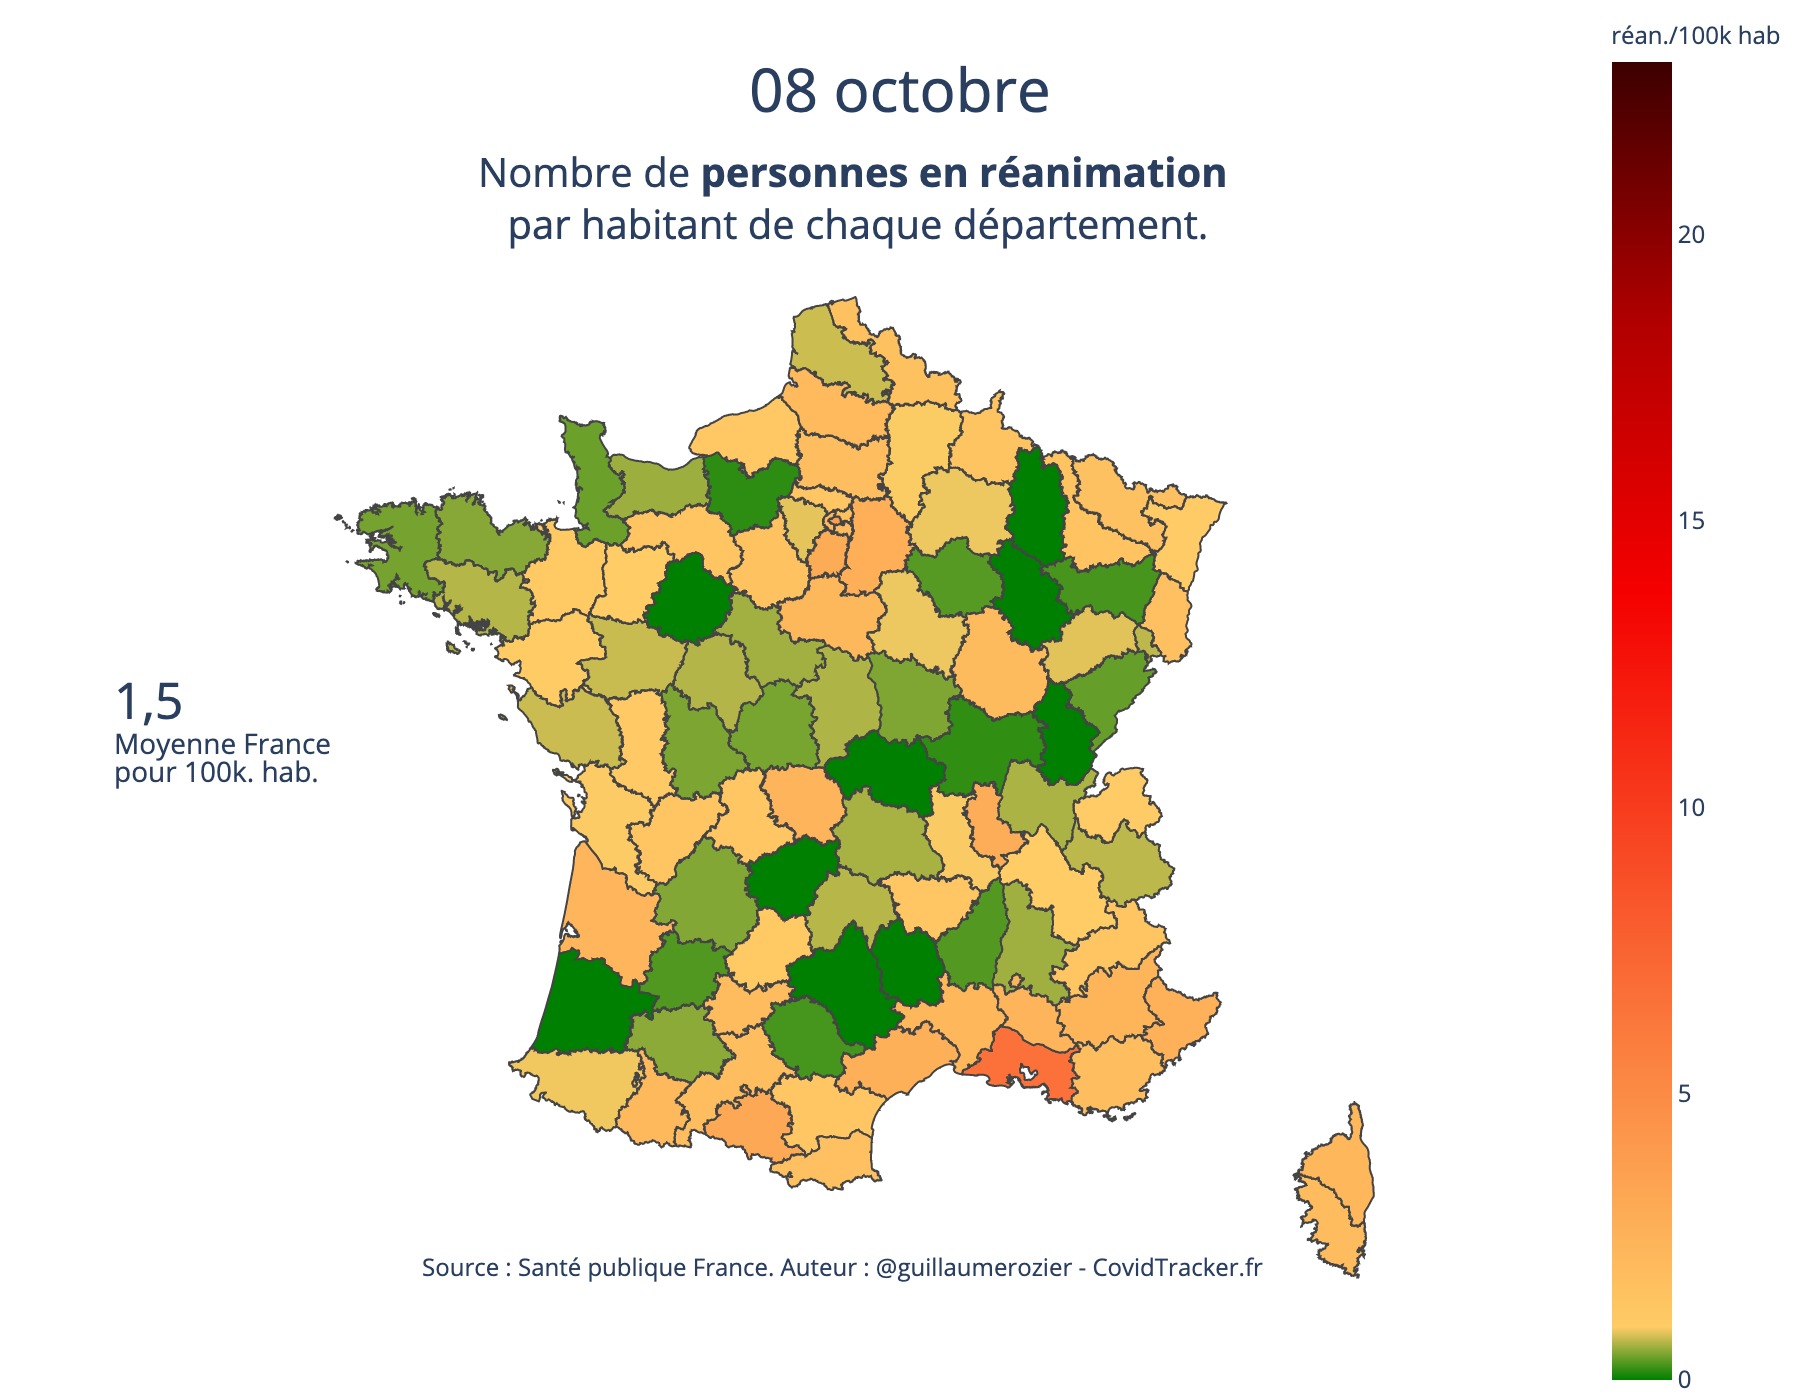 réan./100k hab
08 octobre
Nombre de personnes en réanimation
par habitant de chaque département.
20
15
10
5
0
1,5
Moyenne France
pour 100k. hab.
Source : Santé publique France. Auteur : @guillaumerozier - CovidTracker.fr